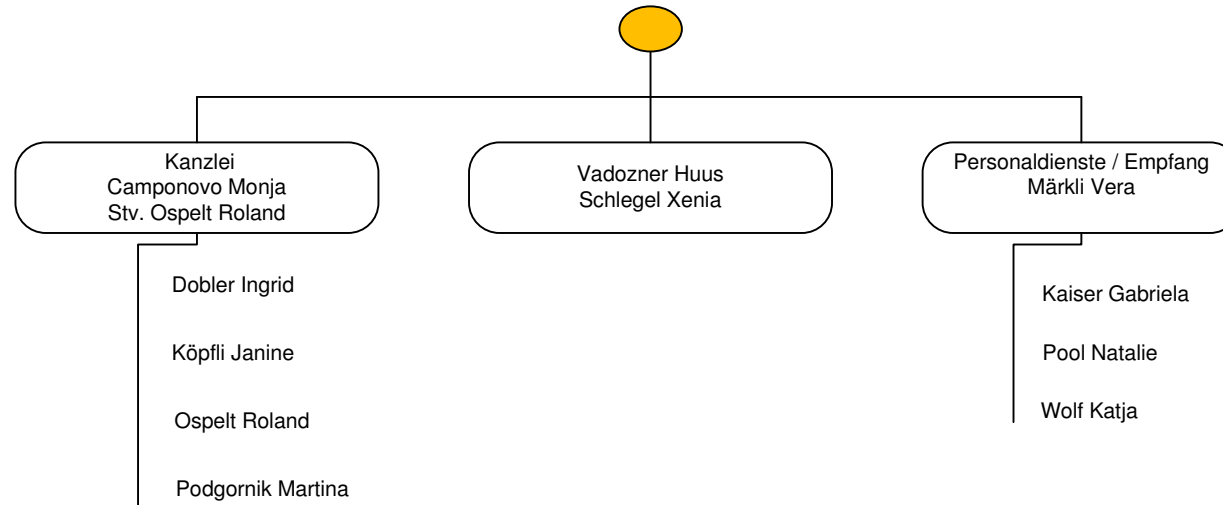 Kanzlei
Camponovo Monja
Stv. Ospelt Roland
Dobler Ingrid
Köpfli Janine
Ospelt Roland
Podgornik Martina
Vadozner Huus
Schlegel Xenia
Personaldienste / Empfang
Märkli Vera
Kaiser Gabriela
Pool Natalie
Wolf Katja